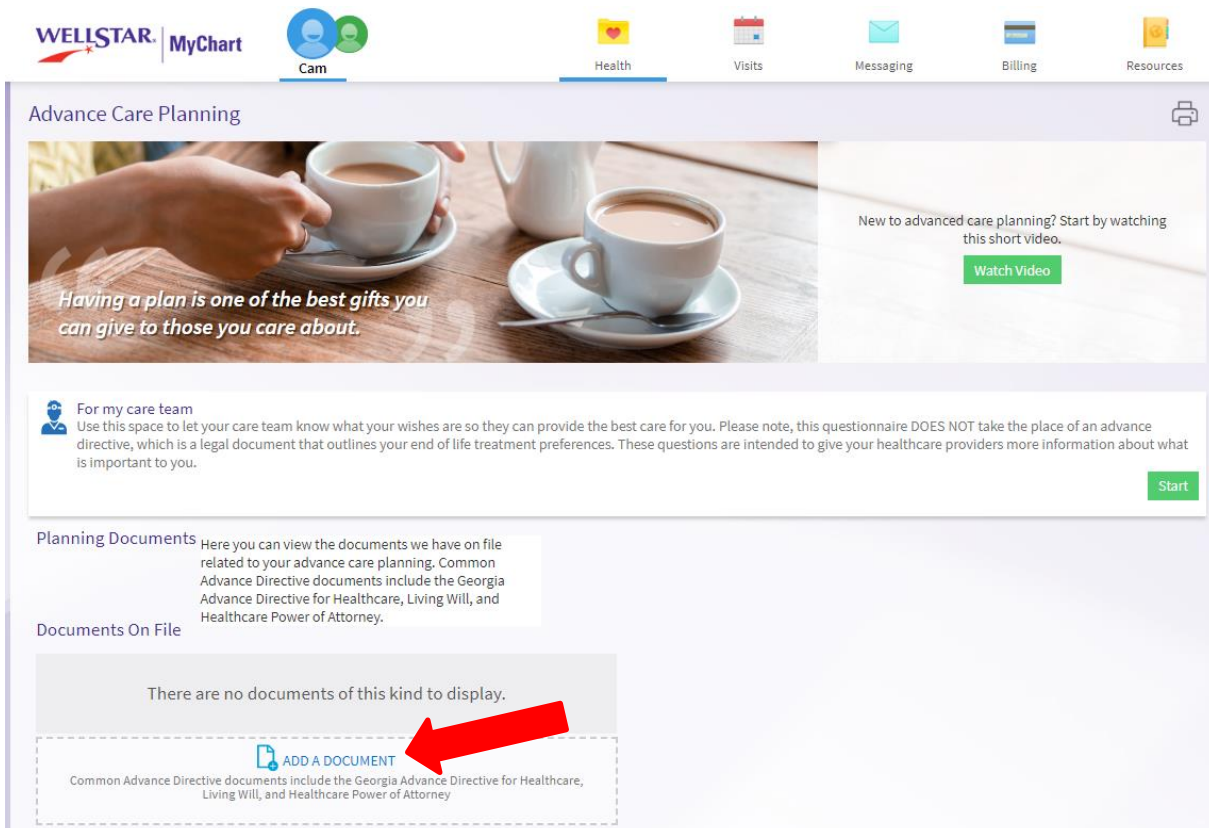 WELLSTAR. MyChart
Cam
Health
Visits
Messaging
Billing
Resources
Advance Care Planning
Having a plan is one of the best gifts you
can give to those you care about.
New to advanced care planning? Start by watching
this short video.
Watch Video
For my care team
Use this space to let your care team know what your wishes are so they can provide the best care for you. Please note, this questionnaire DOES NOT take the place of an advance
directive, which is a legal document that outlines your end of life treatment preferences. These questions are intended to give your healthcare providers more information about what
is important to you.
Start
Planning Documents
Here you can view the documents we have on file
related to your advance care planning. Common
Advance Directive documents include the Georgia
Advance Directive for Healthcare, Living Will, and
Healthcare Power of Attorney.
Documents On File
There are no documents of this kind to display.
ADD A DOCUMENT
Common Advance Directive documents include the Georgia Advance Directive for Healthcare,
Living Will, and Healthcare Power of Attorney